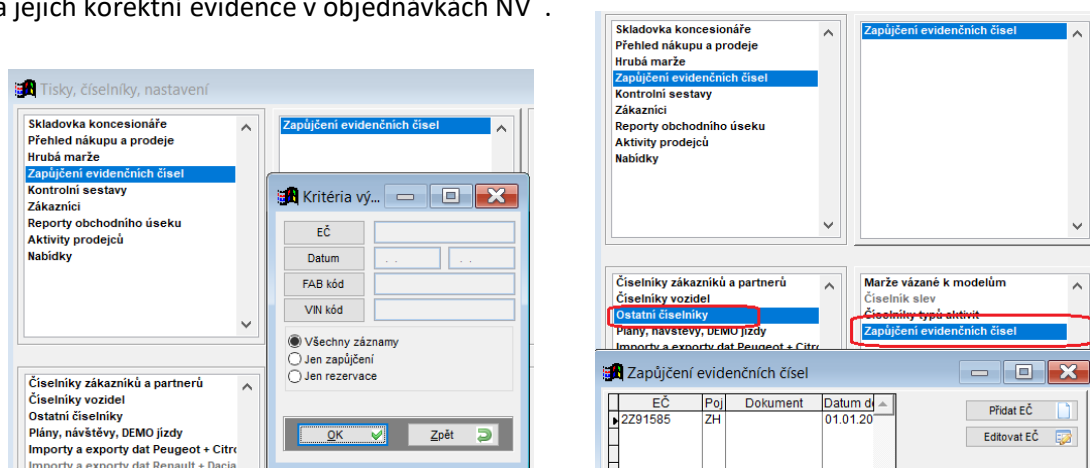 a jejich korektní evidence v objednávkách NV .
Tisky, číselníky, nastavení
Skladovka koncesionáře
Přehled nákupu a prodeje
Hrubá marže
Zapůjčení evidenčních čísel
Kontrolní sestavy
Zákazníci
Reporty obchodního úseku
Aktivity prodejců
Nabídky
Zapůjčení evidenčních čísel
Kritéria vý...
EČ
Datum
. .
. .
FAB kód
VIN kód
Všechny záznamy
Jen zapůjčení
Jen rezervace
OK
Zpět
Číselníky zákazníků a partnerů
Číselníky vozidel
Ostatní číselníky
Plány, návštěvy, DEMO jízdy
Importy a exporty dat Peugeot + Citro
Importy a exporty dat Renault + Dacia
Skladovka koncesionáře
Přehled nákupu a prodeje
Hrubá marže
Zapůjčení evidenčních čísel
Kontrolní sestavy
Zákazníci
Reporty obchodního úseku
Aktivity prodejců
Nabídky
Zapůjčení evidenčních čísel
Číselníky zákazníků a partnerů
Číselníky vozidel
Ostatní číselníky
Plány, návštěvy, DEMO jízdy
Importy a exporty dat Peugeot + Citro
Marže vázané k modelům
Číselník slev
Číselníky typů aktivit
Zapůjčení evidenčních čísel
Zapůjčení evidenčních čísel
EČ Poj Dokument Datum d
2Z91585 ZH 01.01.20
Přidat EČ
Editovat EČ